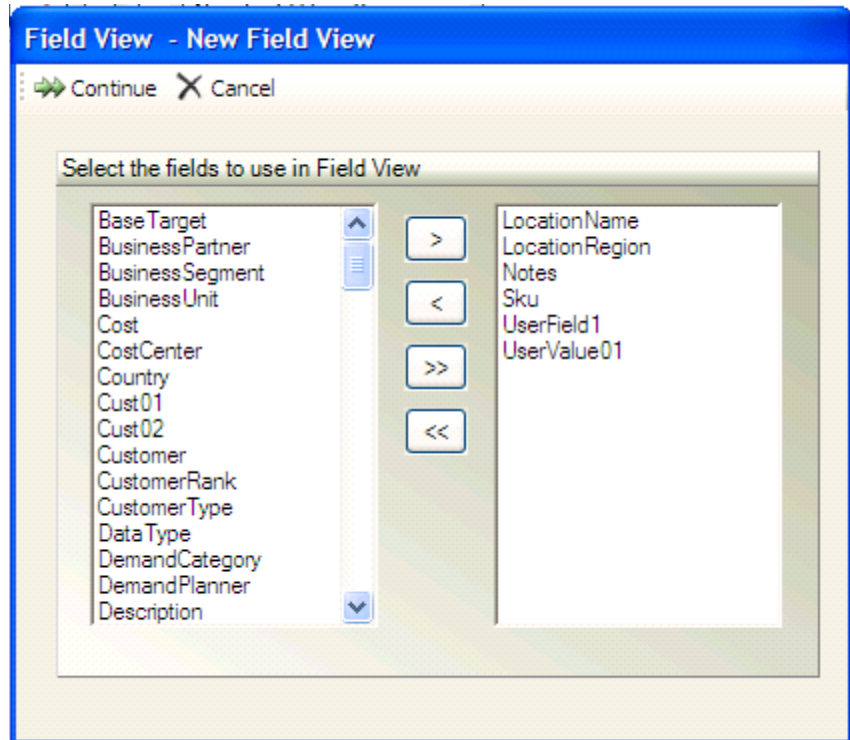 Field View - New Field View
Continue Cancel
Select the fields to use in Field View
BaseTarget
BusinessPartner
BusinessSegment
BusinessUnit
Cost
CostCenter
Country
Cust01
Cust02
Customer
CustomerRank
CustomerType
DataType
DemandCategory
DemandPlanner
Description
>
<
>>
<<
LocationName
LocationRegion
Notes
Sku
UserField1
UserValue01